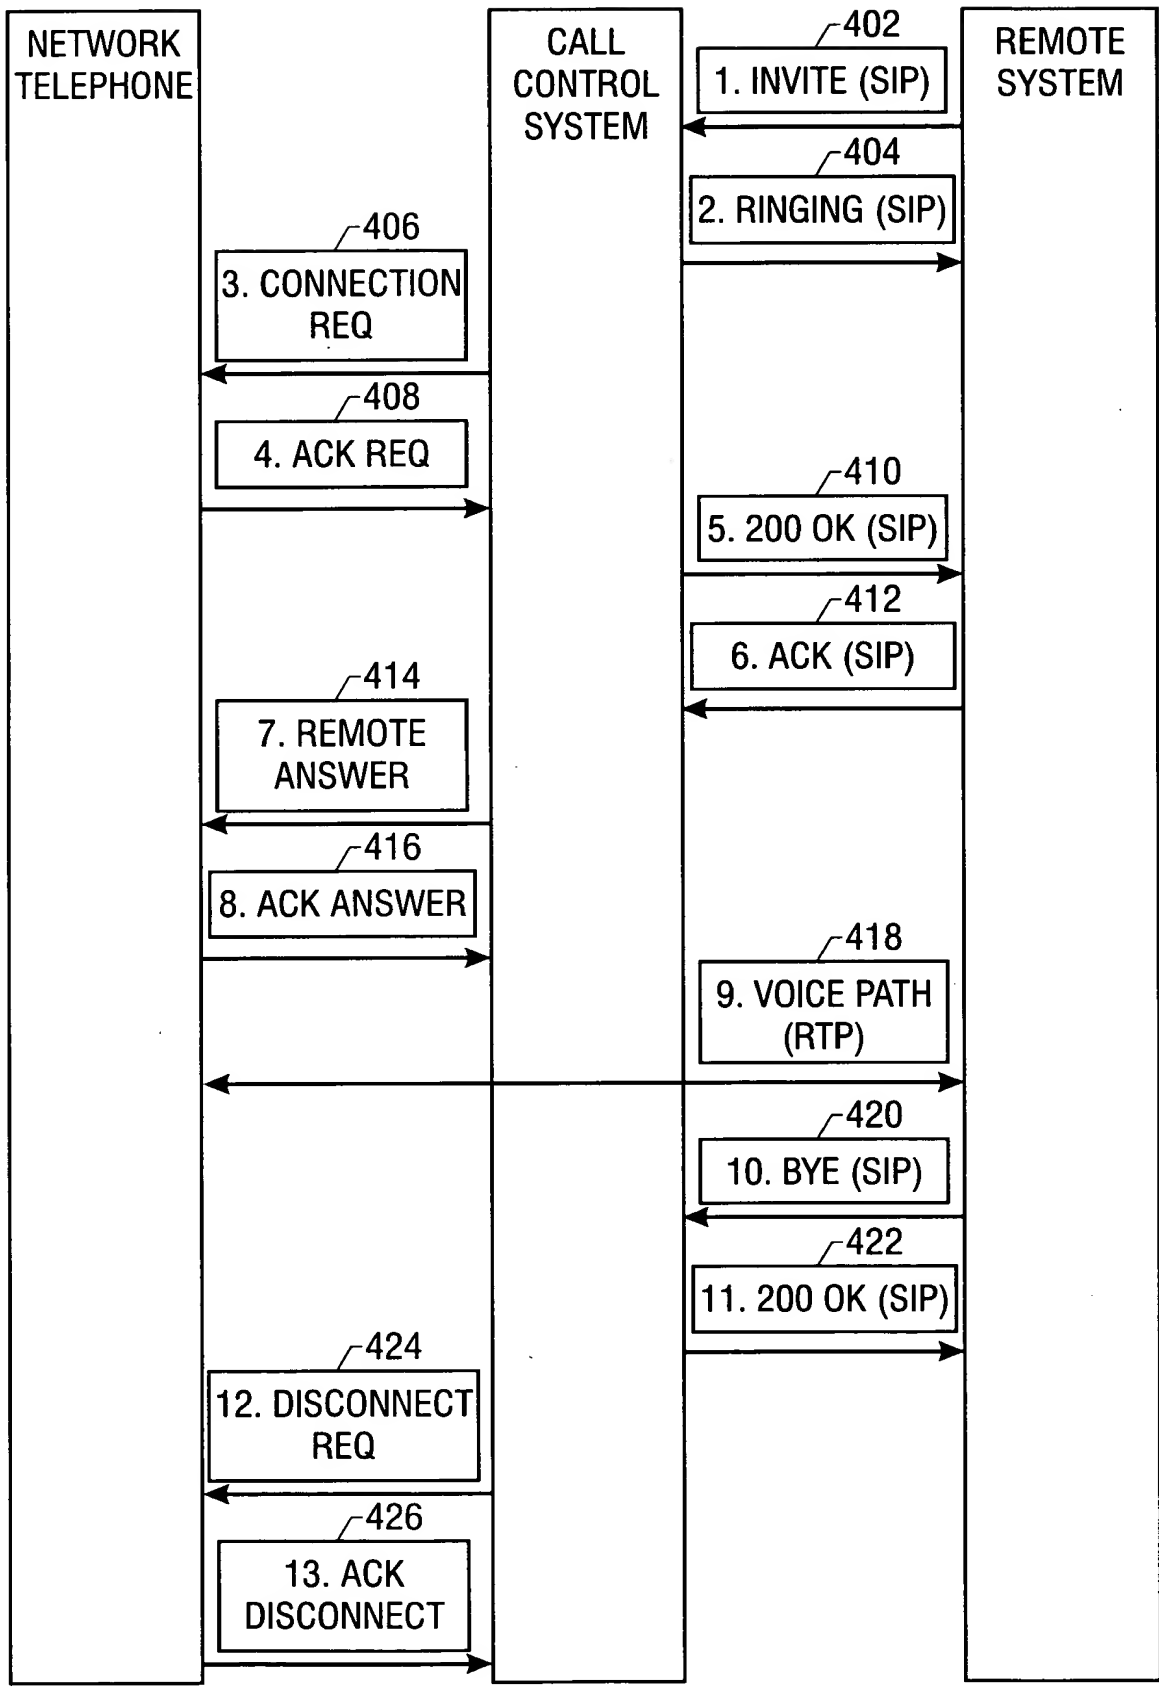 NETWORK
TELEPHONE
CALL
CONTROL
SYSTEM
REMOTE
SYSTEM
402
1. INVITE (SIP)
404
2. RINGING (SIP)
406
3. CONNECTION
REQ
408
4. ACK REQ
410
5. 200 OK (SIP)
412
6. ACK (SIP)
414
7. REMOTE
ANSWER
416
8. ACK ANSWER
418
9. VOICE PATH
(RTP)
420
10. BYE (SIP)
422
11. 200 OK (SIP)
424
12. DISCONNECT
REQ
426
13. ACK
DISCONNECT